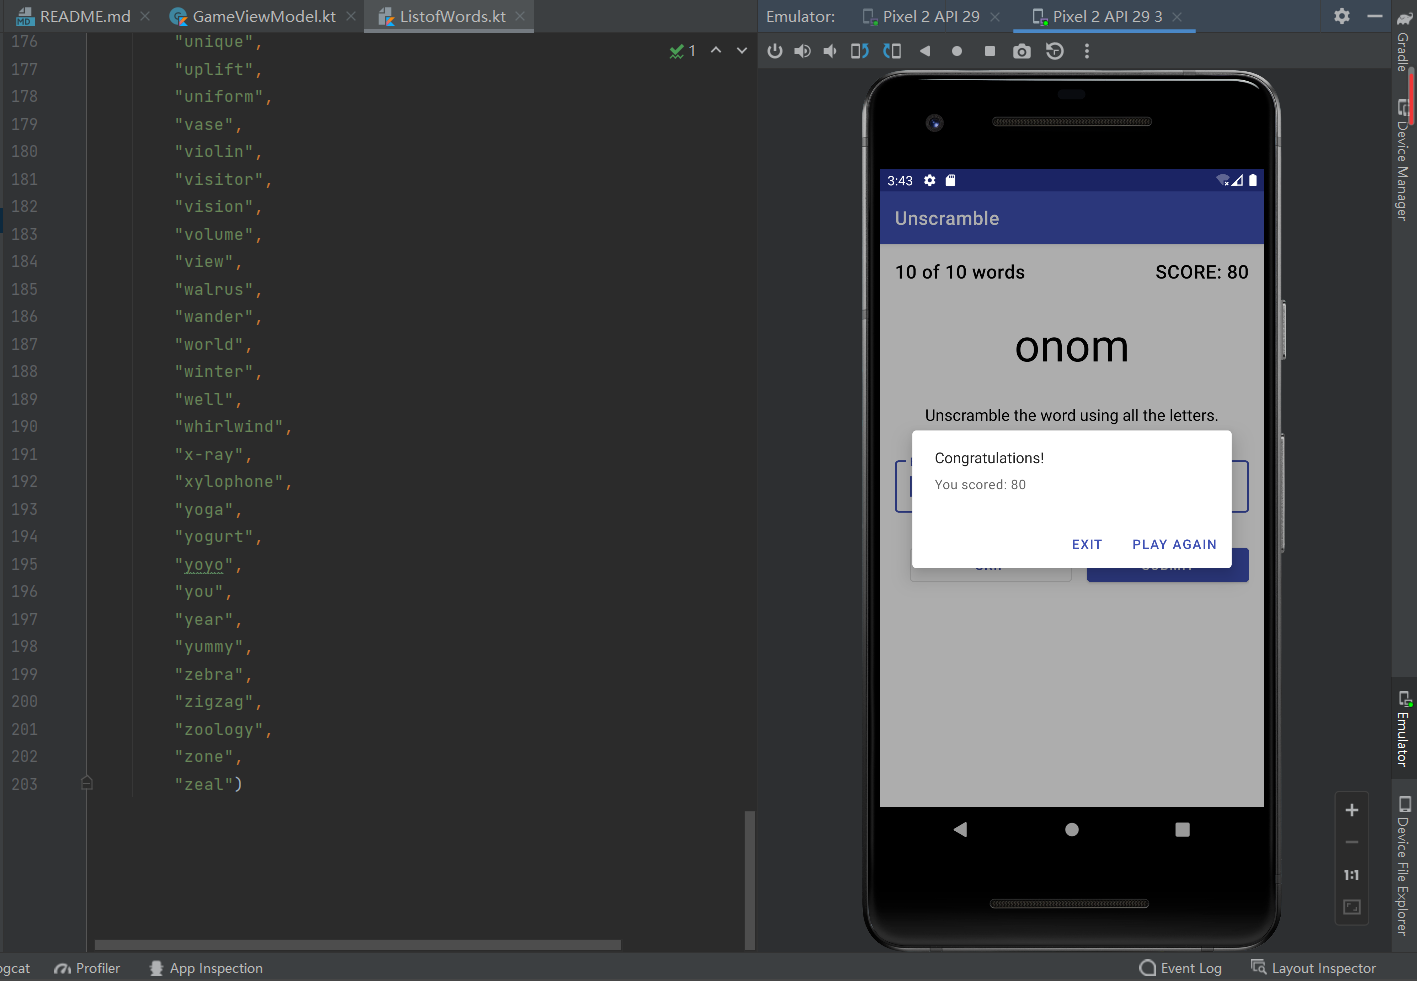 README.md
GameViewModel.kt
ListofWords.kt
Emulator:
Pixel 2 API 29
Pixel 2 API 29 3
1
176 "unique",
177 "uplift",
178 "uniform",
179 "vase",
180 "violin",
181 "visitor",
182 "vision",
183 "volume",
184 "view",
185 "walrus",
186 "wander",
187 "world",
188 "winter",
189 "well",
190 "whirlwind",
191 "x-ray",
192 "xylophone",
193 "yoga",
194 "yogurt",
195 "yoyo",
196 "you",
197 "year",
198 "yummy",
199 "zebra",
200 "zigzag",
201 "zoology",
202 "zone",
203 "zeal")
3:43
Unscramble
10 of 10 words SCORE: 80
onom
Unscramble the word using all the letters.
Congratulations!
You scored: 80
EXIT PLAY AGAIN
1:1
Gradle
Device Manager
Emulator
Device File Explorer
ogcat
Profiler
App Inspection
Event Log
Layout Inspector